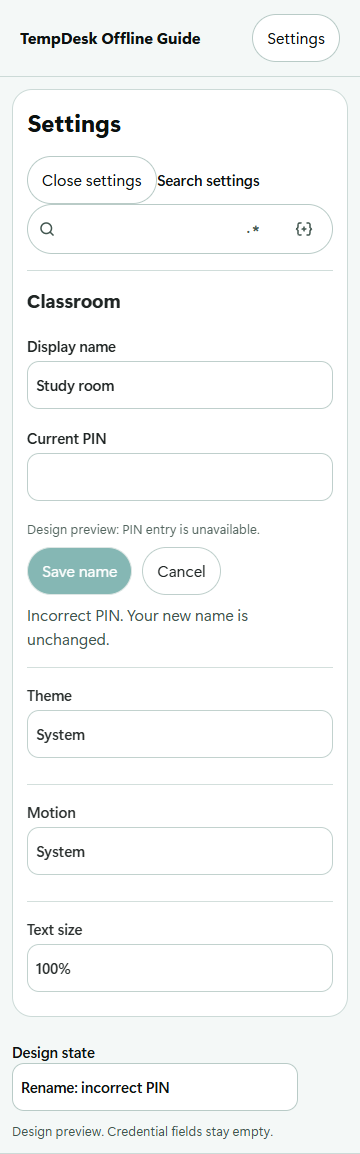 TempDesk Offline Guide
Settings
Settings
Close settings
Search settings
.*
{+}
Classroom
Display name
Study room
Current PIN
Design preview: PIN entry is unavailable.
Save name
Cancel
Incorrect PIN. Your new name is
unchanged.
Theme
System
Motion
System
Text size
100%
Design state
Rename: incorrect PIN
Design preview. Credential fields stay empty.